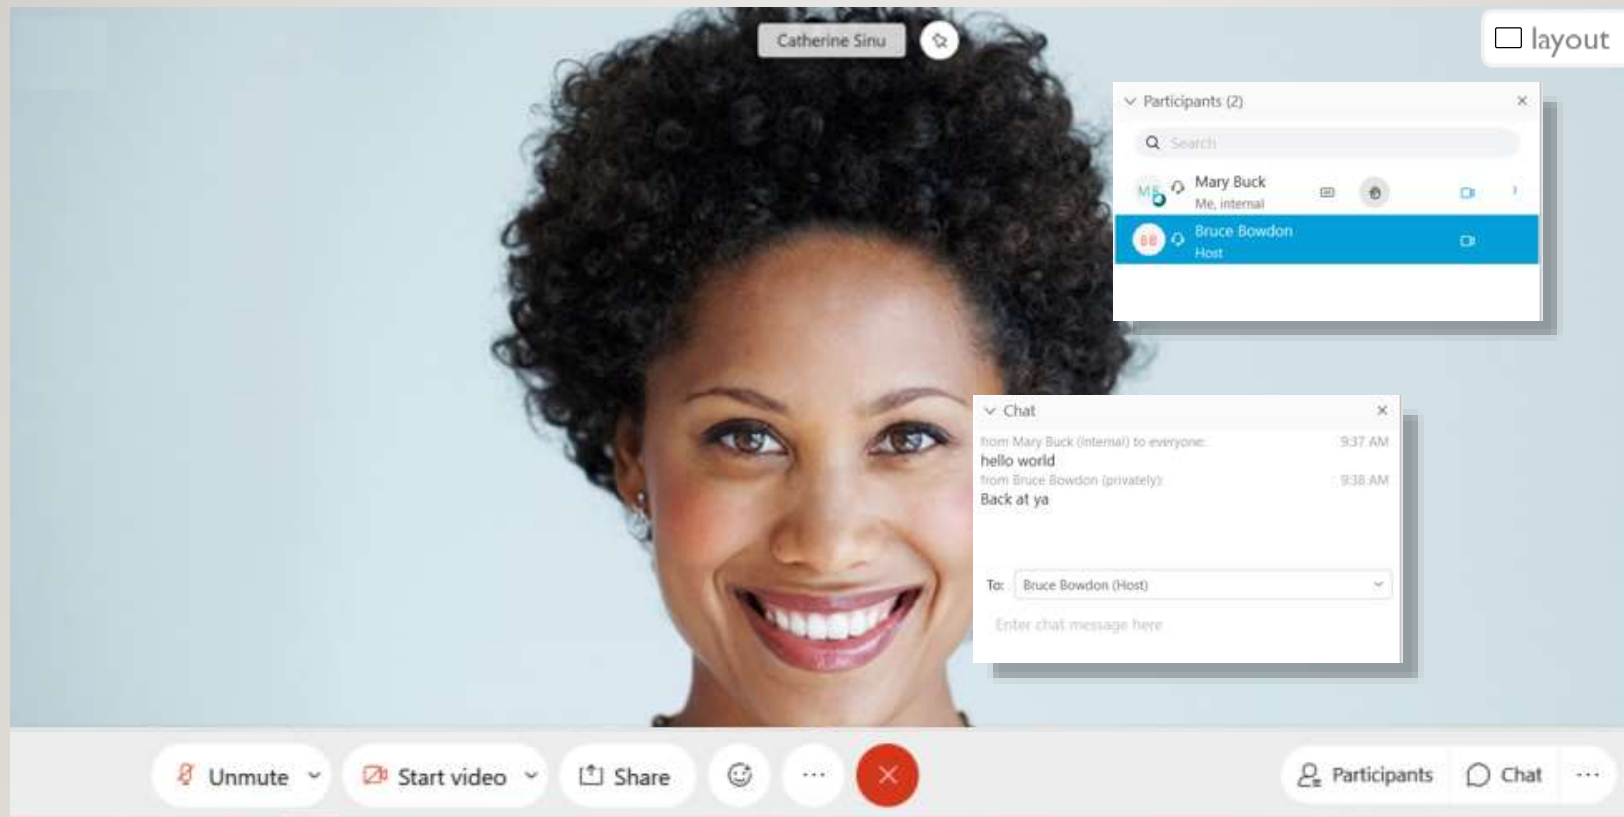 Catherine Sinu
layout
Participants (2)
Search
MB
Mary Buck
Me, internal
BB
Bruce Bowdon
Host
Chat
from Mary Buck (internal) to everyone: 9:37 AM
hello world
from Bruce Bowdon (privately): 9:38 AM
Back at ya
To: Bruce Bowdon (Host)
Enter chat message here
Unmute
Start video
Share
Participants
Chat